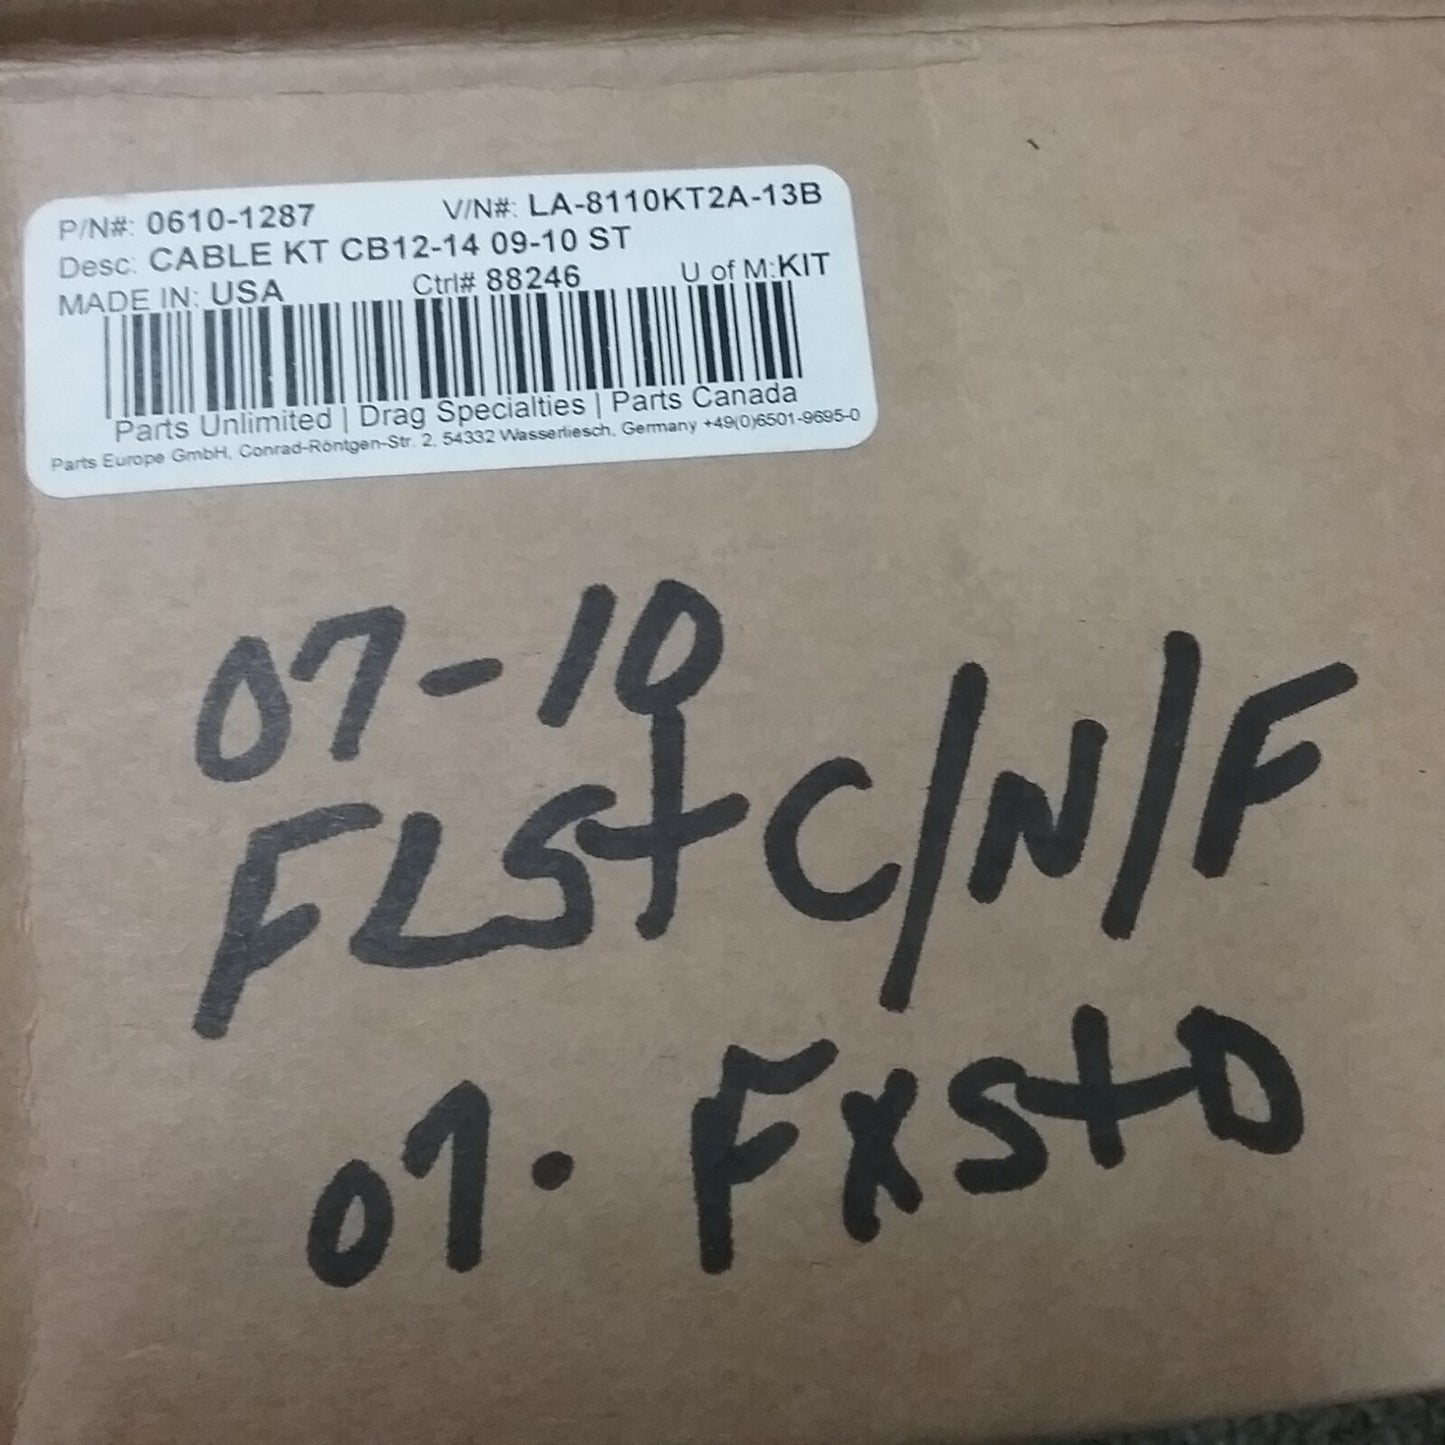 P/N#: 0610-1287 V/N#: LA-8110KT2A-13B
Desc: CABLE KT CB12-14 09-10 ST
MADE IN: USA Ctrl# 88246 U of M:KIT
Parts Unlimited | Drag Specialties | Parts Canada
Parts Europe GmbH, Conrad-Röntgen-Str. 2, 54332 Wasserliesch, Germany +49(0)6501-9695-0
07-10
FLSt C/N/F
07. FXStD